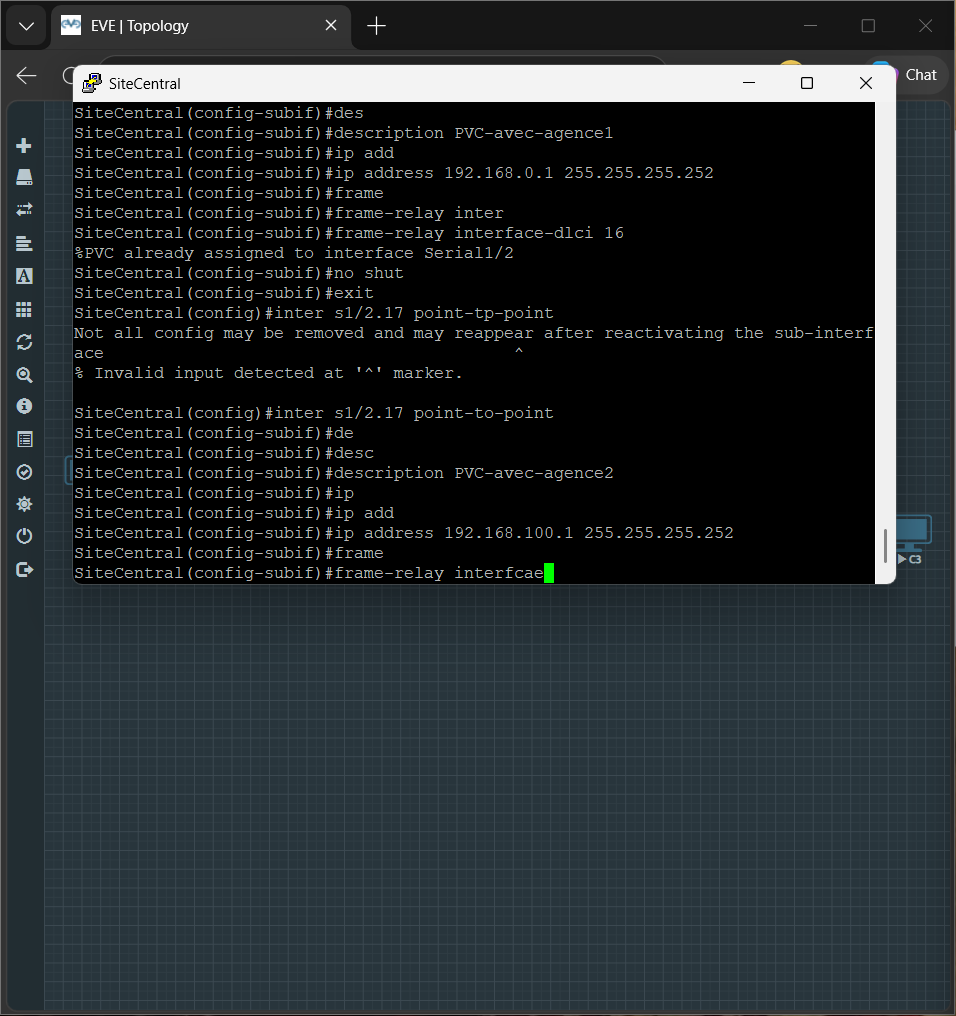 EVE | Topology
Chat
SiteCentral
SiteCentral(config-subif)#des
SiteCentral(config-subif)#description PVC-avec-agence1
SiteCentral(config-subif)#ip add
SiteCentral(config-subif)#ip address 192.168.0.1 255.255.255.252
SiteCentral(config-subif)#frame
SiteCentral(config-subif)#frame-relay inter
SiteCentral(config-subif)#frame-relay interface-dlci 16
%PVC already assigned to interface Serial1/2
SiteCentral(config-subif)#no shut
SiteCentral(config-subif)#exit
SiteCentral(config)#inter s1/2.17 point-tp-point
Not all config may be removed and may reappear after reactivating the sub-interf
ace                                         ^
% Invalid input detected at '^' marker.
SiteCentral(config)#inter s1/2.17 point-to-point
SiteCentral(config-subif)#de
SiteCentral(config-subif)#desc
SiteCentral(config-subif)#description PVC-avec-agence2
SiteCentral(config-subif)#ip
SiteCentral(config-subif)#ip add
SiteCentral(config-subif)#ip address 192.168.100.1 255.255.255.252
SiteCentral(config-subif)#frame
SiteCentral(config-subif)#frame-relay interfcae
C3